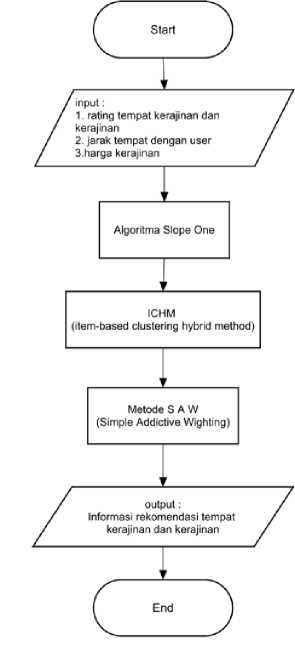 Start
input :
1. rating tempat kerajinan dan
kerajinan
2. jarak tempat dengan user
3.harga kerajinan
Algoritma Slope One
ICHM
(item-based clustering hybrid method)
Metode S A W
(Simple Addictive Wighting)
output :
Informasi rekomendasi tempat
kerajinan dan kerajinan
End